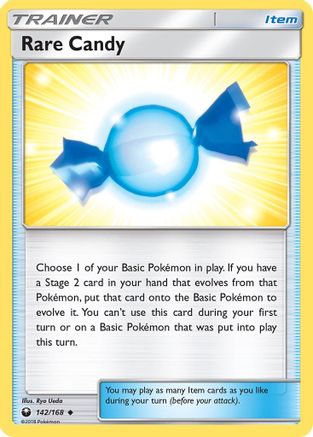 TRAINER
Item
Rare Candy
Choose 1 of your Basic Pokémon in play. If you have
a Stage 2 card in your hand that evolves from that
Pokémon, put that card onto the Basic Pokémon to
evolve it. You can't use this card during your first
turn or on a Basic Pokémon that was put into play
this turn.
You may play as many Item cards as you like
during your turn (before your attack).
Illus. Ryo Ueda
142/168
©2018 Pokémon